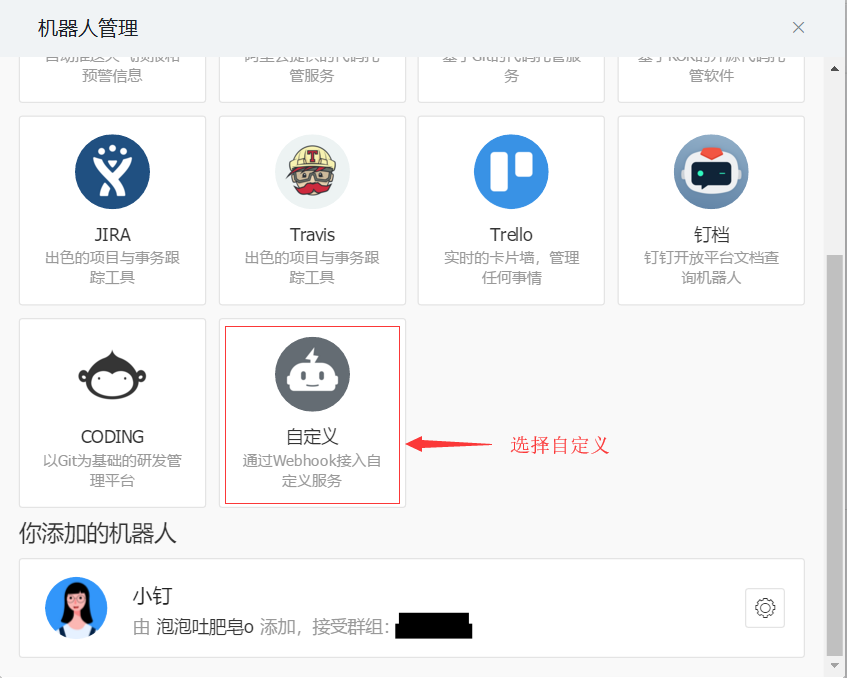 机器人管理
预警信息
管服务
务
管软件
JIRA
Travis
Trello
钉档
出色的项目与事务跟
出色的项目与事务跟
实时的卡片墙，管理
钉钉开放平台文档查
踪工具
踪工具
任何事情
询机器人
CODING
自定义
选择自定义
以Git为基础的研发管
通过Webhook接入自
理平台
定义服务
你添加的机器人
小钉
由 泡泡吐肥皂o 添加，接受群组：